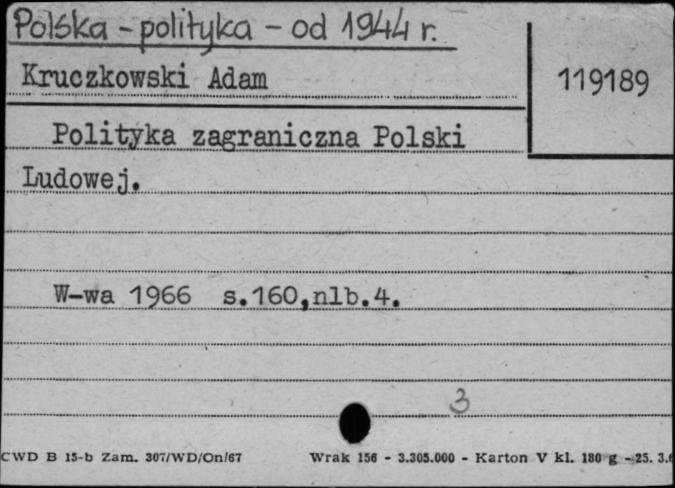 Polska - polityka - od 1944 r.
Kruczkowski Adam
119189
Polityka zagraniczna Polski
Ludowej.
W-wa 1966 s.160,nlb.4.
3
CWD B 15-b Zam. 307/WD/On/67 Wrak 156 - 3.305.000 - Karton V kl. 180 g - 25. 3.6